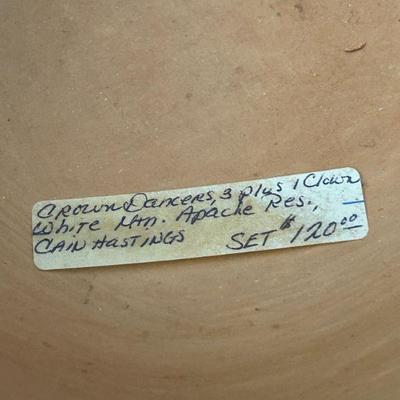 Crown Dancers, 3 plus 1 Clown
White Mtn. Apache Res.,
CAIN HASTINGS SET $120.00